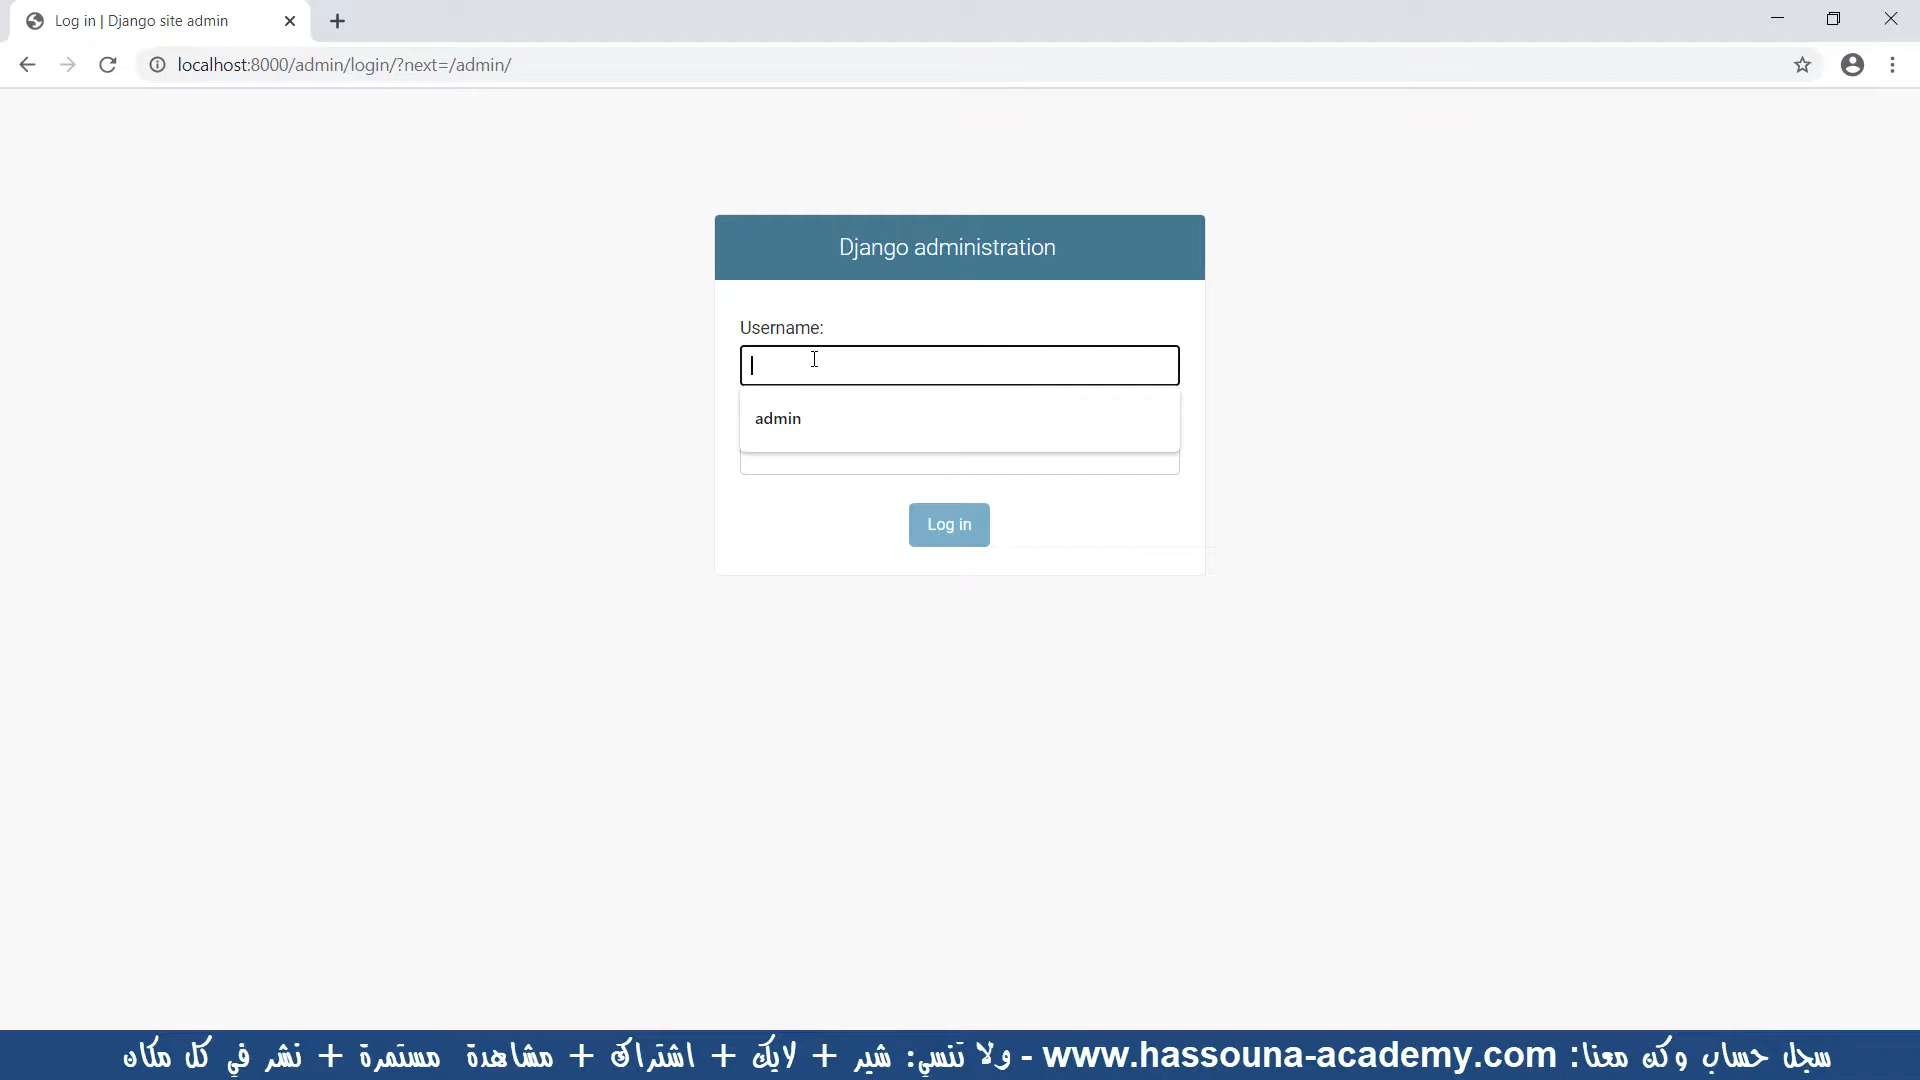 Log in | Django site admin
localhost:8000/admin/login/?next=/admin/
Django administration
Username:
admin
Log in
سجل حساب وكن معنا: www.hassouna-academy.com - ولا تنسى: شير + لايك + اشتراك + مشاهدة مستمرة + نشر في كل مكان